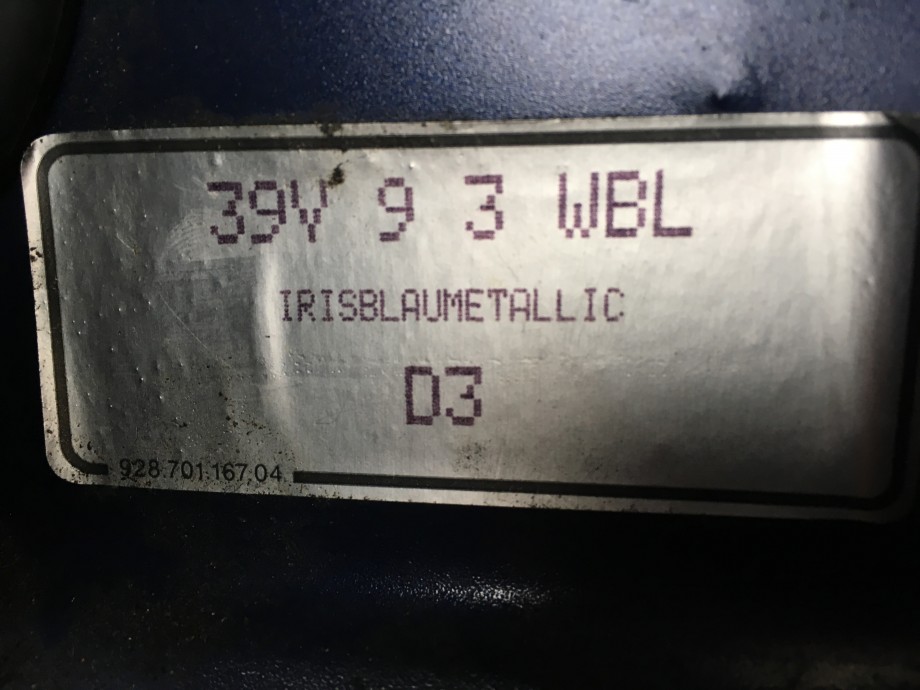 39V 9 3 WBL
IRISBLAUMETALLIC
D3
928.701.167.04